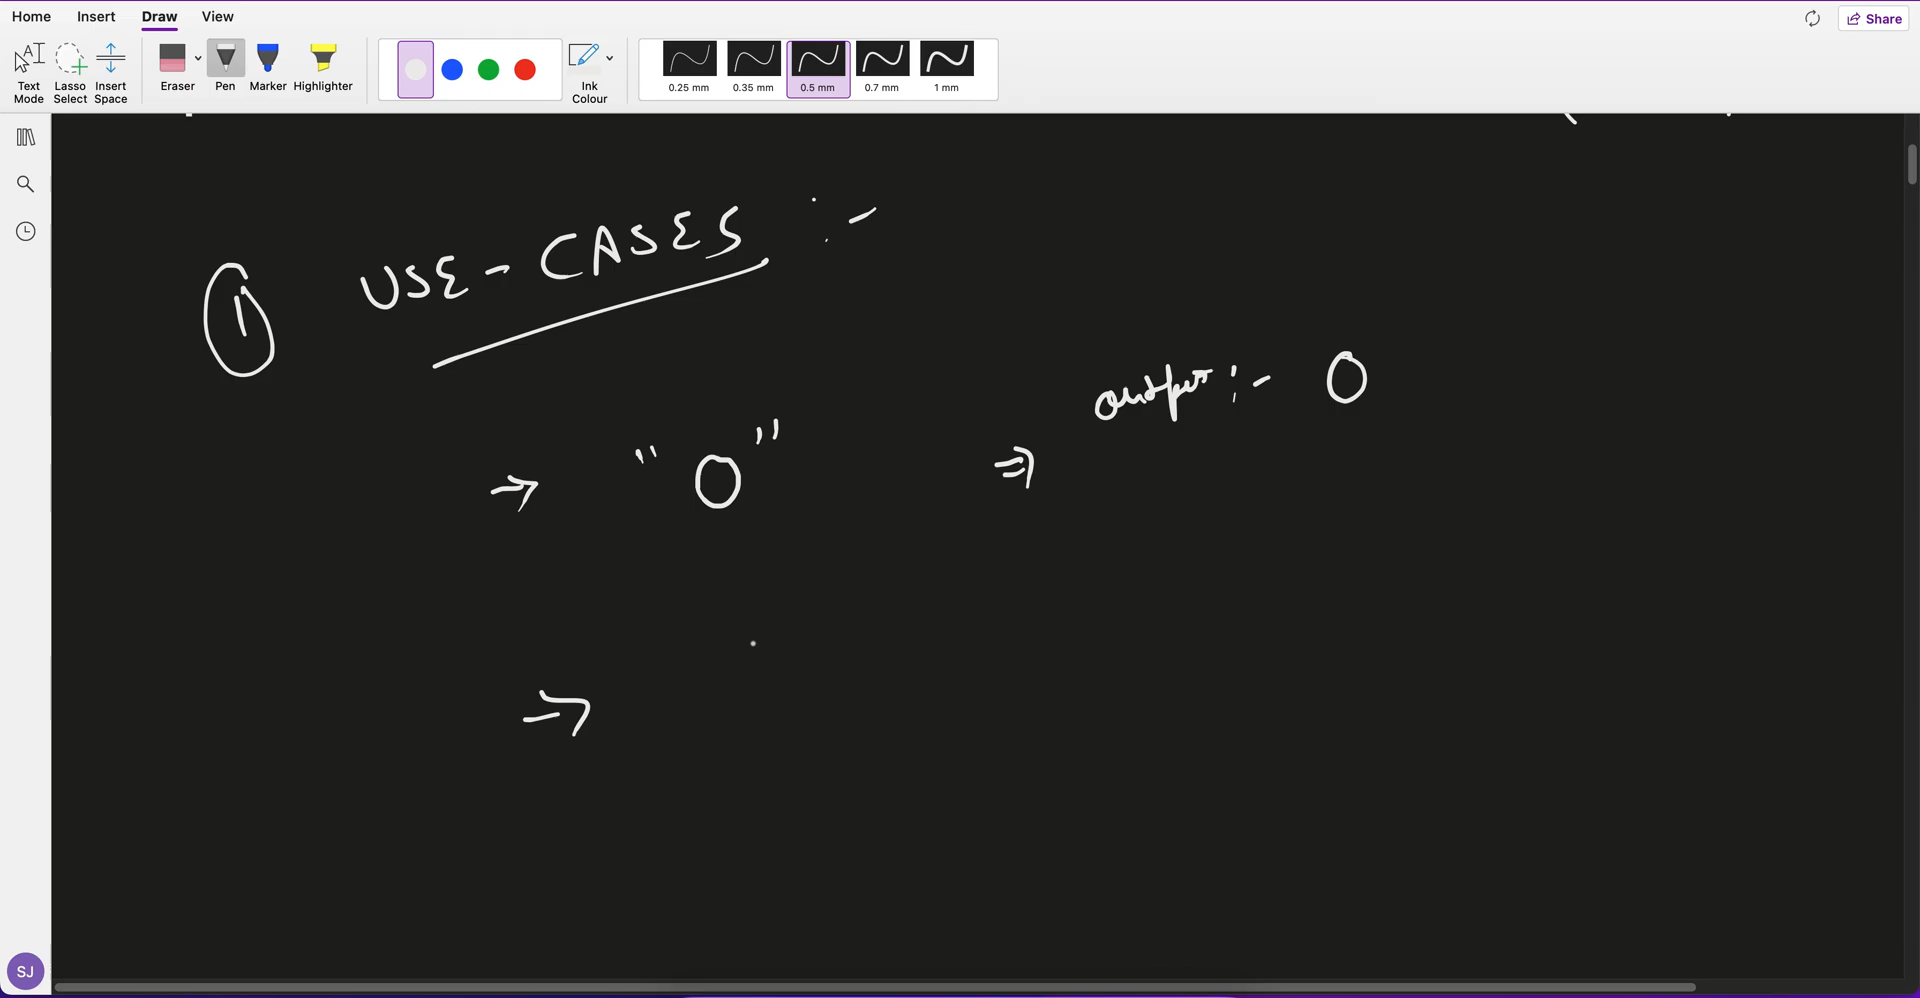 Home Insert Draw View Share
Text Mode Lasso Select Insert Space Eraser Pen Marker Highlighter Ink Colour 0.25 mm 0.35 mm 0.5 mm 0.7 mm 1 mm
① USE - CASES :-
output :- 0
→ "0" ⇒
→
SJ